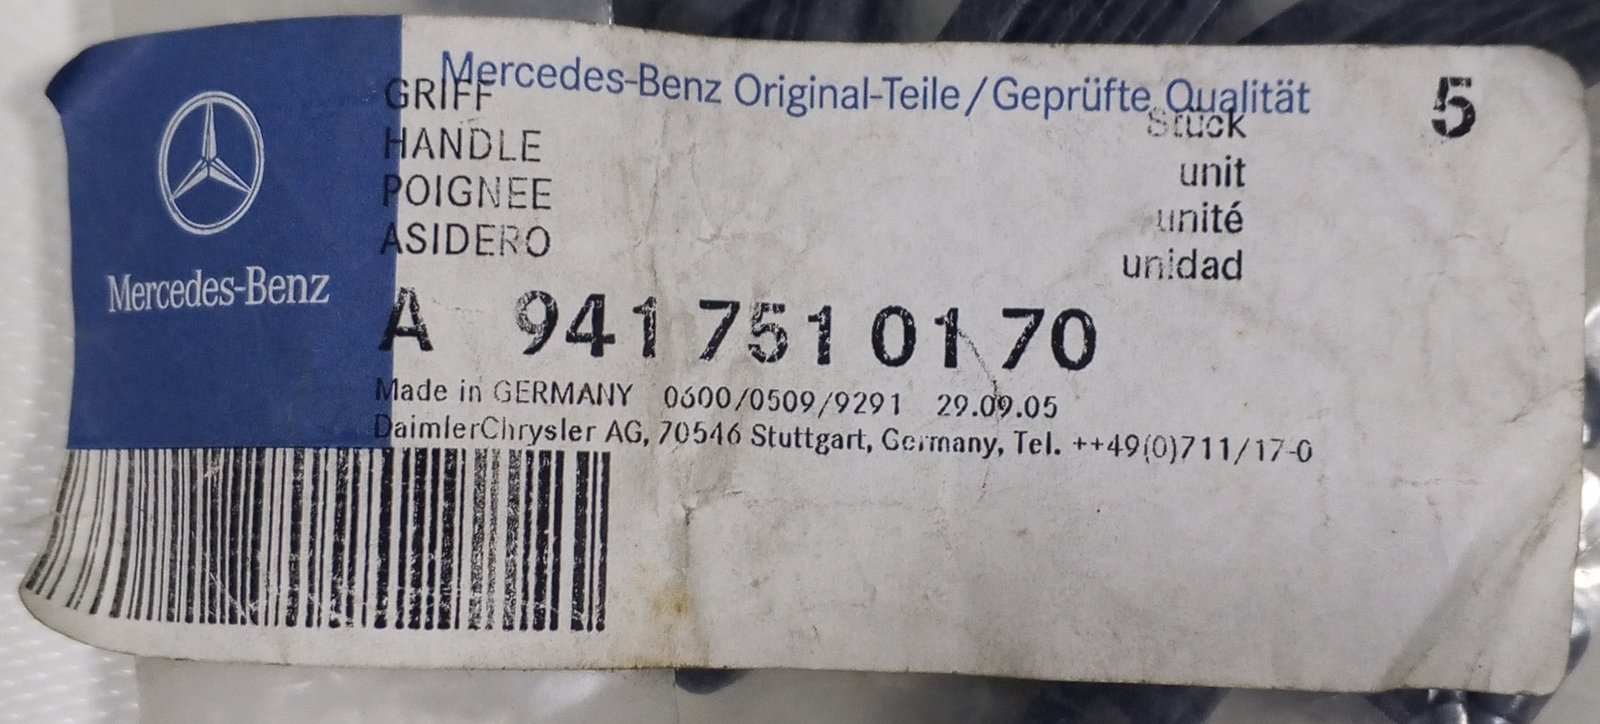 Mercedes-Benz Original-Teile/Geprüfte Qualität
5
GRIFF
HANDLE
POIGNEE
ASIDERO
Stück
unit
unité
unidad
Mercedes-Benz
A 941 751 01 70
Made in GERMANY 0600/0509/9291 29.09.05
DaimlerChrysler AG, 70546 Stuttgart, Germany, Tel. ++49(0)711/17-0